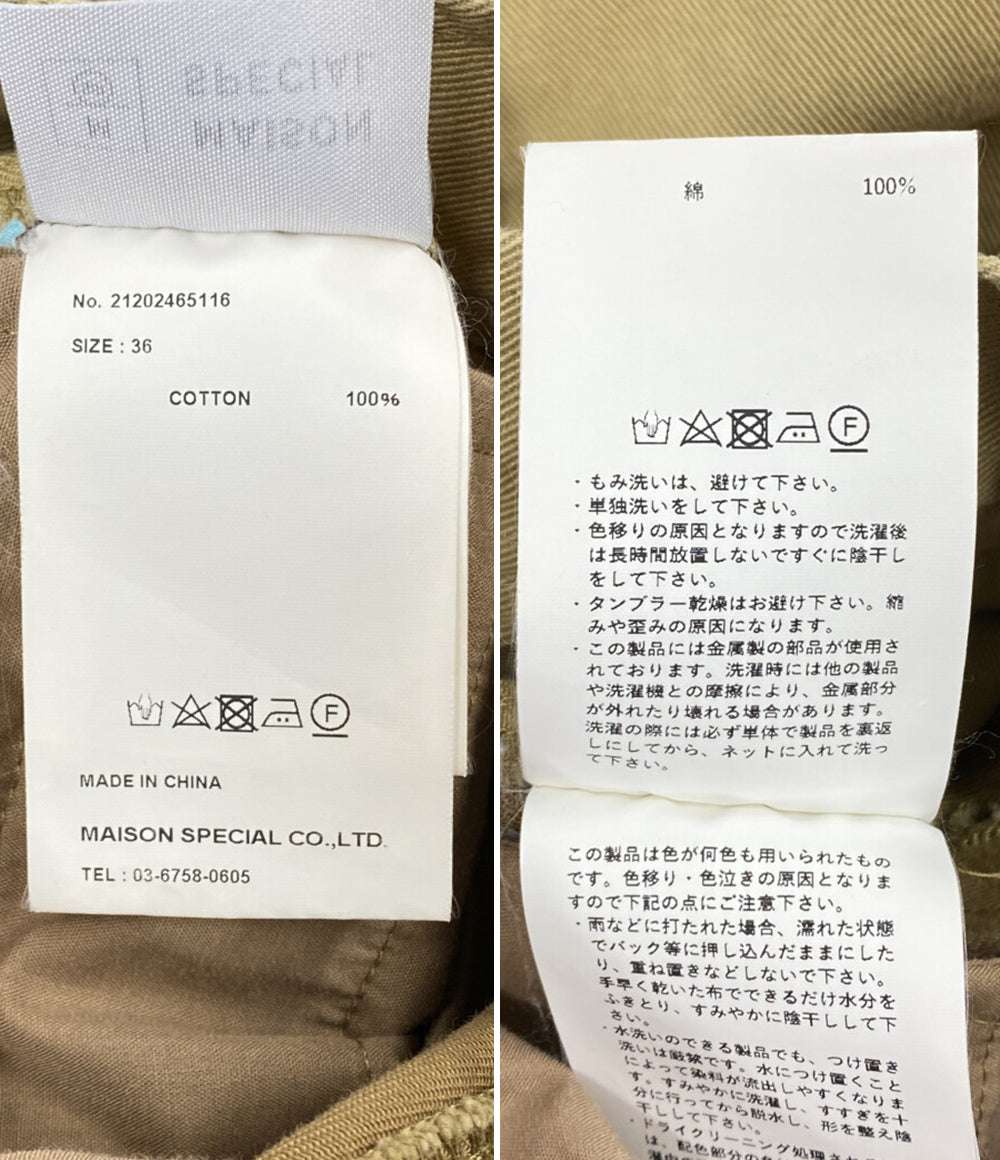 SPECIAL
MAISON
No. 21202465116
SIZE : 36
COTTON 100%
MADE IN CHINA
MAISON SPECIAL CO.,LTD.
TEL : 03-6758-0605
綿 100%
F
F
・もみ洗いは、避けて下さい。
・単独洗いをして下さい。
・色移りの原因となりますので洗濯後
は長時間放置しないですぐに陰干し
をして下さい。
・タンブラー乾燥はお避け下さい。縮
みや歪みの原因になります。
・この製品には金属製の部品が使用さ
れております。洗濯時には他の製品
や洗濯機との摩擦により、金属部分
が外れたり壊れる場合があります。
洗濯の際には必ず単体で製品を裏返
しにしてから、ネットに入れて洗っ
て下さい。
この製品は色が何色も用いられたもの
です。色移り・色泣きの原因となりま
すので下記の点にご注意下さい。
・雨などに打たれた場合、濡れた状態
でバック等に押し込んだままにした
り、重ね置きなどしないで下さい。
手早く乾いた布でできるだけ水分を
ふきとり、すみやかに陰干しして下
さい。
・水洗いのできる製品でも、つけ置き
洗いは厳禁です。水につけ置くこと
によって染料が流出しやすくなりま
す。すみやかに洗濯し、すすぎを十
分に行ってから脱水し、形を整え陰
干しして下さい。
・ドライクリーニング処理され
は、配色部分の